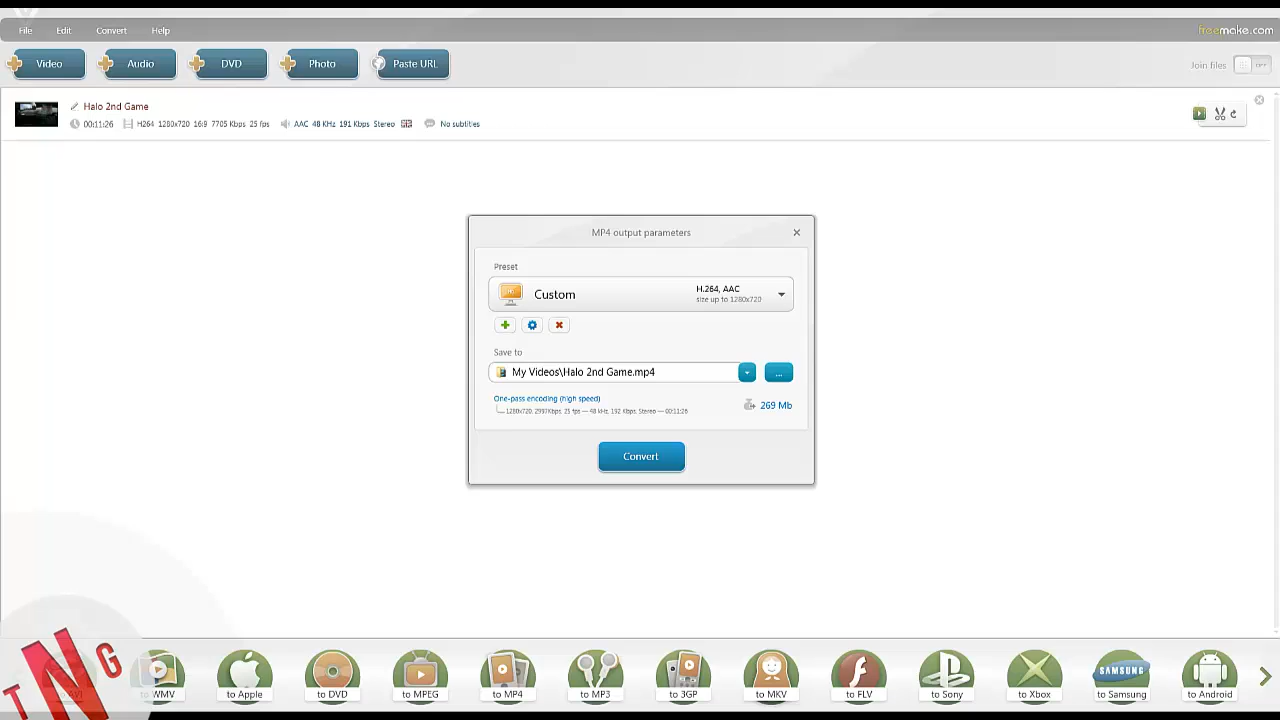 File Edit Convert Help freemake.com
Video Audio DVD Photo Paste URL Join files OFF
Halo 2nd Game
00:11:26 H264 1280x720 16:9 7705 Kbps 25 fps AAC 48 KHz 191 Kbps Stereo No subtitles
MP4 output parameters
Preset
HD Custom H.264, AAC
size up to 1280x720
Save to
My Videos\Halo 2nd Game.mp4 ...
One-pass encoding (high speed)
1280x720, 2997Kbps, 25 fps — 48 kHz, 192 Kbps, Stereo — 00:11:26
269 Mb
Convert
TNG
SAMSUNG
to AVI to WMV to Apple to DVD to MPEG to MP4 to MP3 to 3GP to MKV to FLV to Sony to Xbox to Samsung to Android